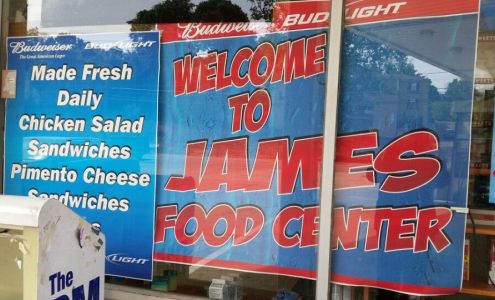 Budweiser BUD LIGHT
The Great American Lager
Made Fresh
Daily
Chicken Salad
Sandwiches
Pimento Cheese
Sandwiches
LIGHT
Budweiser BUD LIGHT
WELCOME
TO
JAMES
FOOD CENTER
The